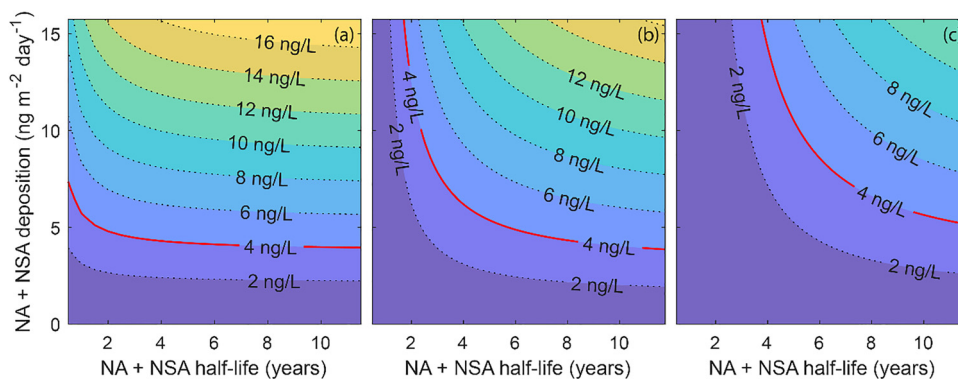 NA + NSA deposition (ng m-2 day-1)
15
10
5
0
(a)
16 ng/L
14 ng/L
12 ng/L
10 ng/L
8 ng/L
6 ng/L
4 ng/L
2 ng/L
2 4 6 8 10
NA + NSA half-life (years)
(b)
12 ng/L
10 ng/L
8 ng/L
6 ng/L
4 ng/L
2 ng/L
4 ng/L
2 ng/L
2 4 6 8 10
NA + NSA half-life (years)
(c
8 ng/L
6 ng/L
4 ng/L
2 ng/L
2 ng/L
2 4 6 8 10
NA + NSA half-life (years)